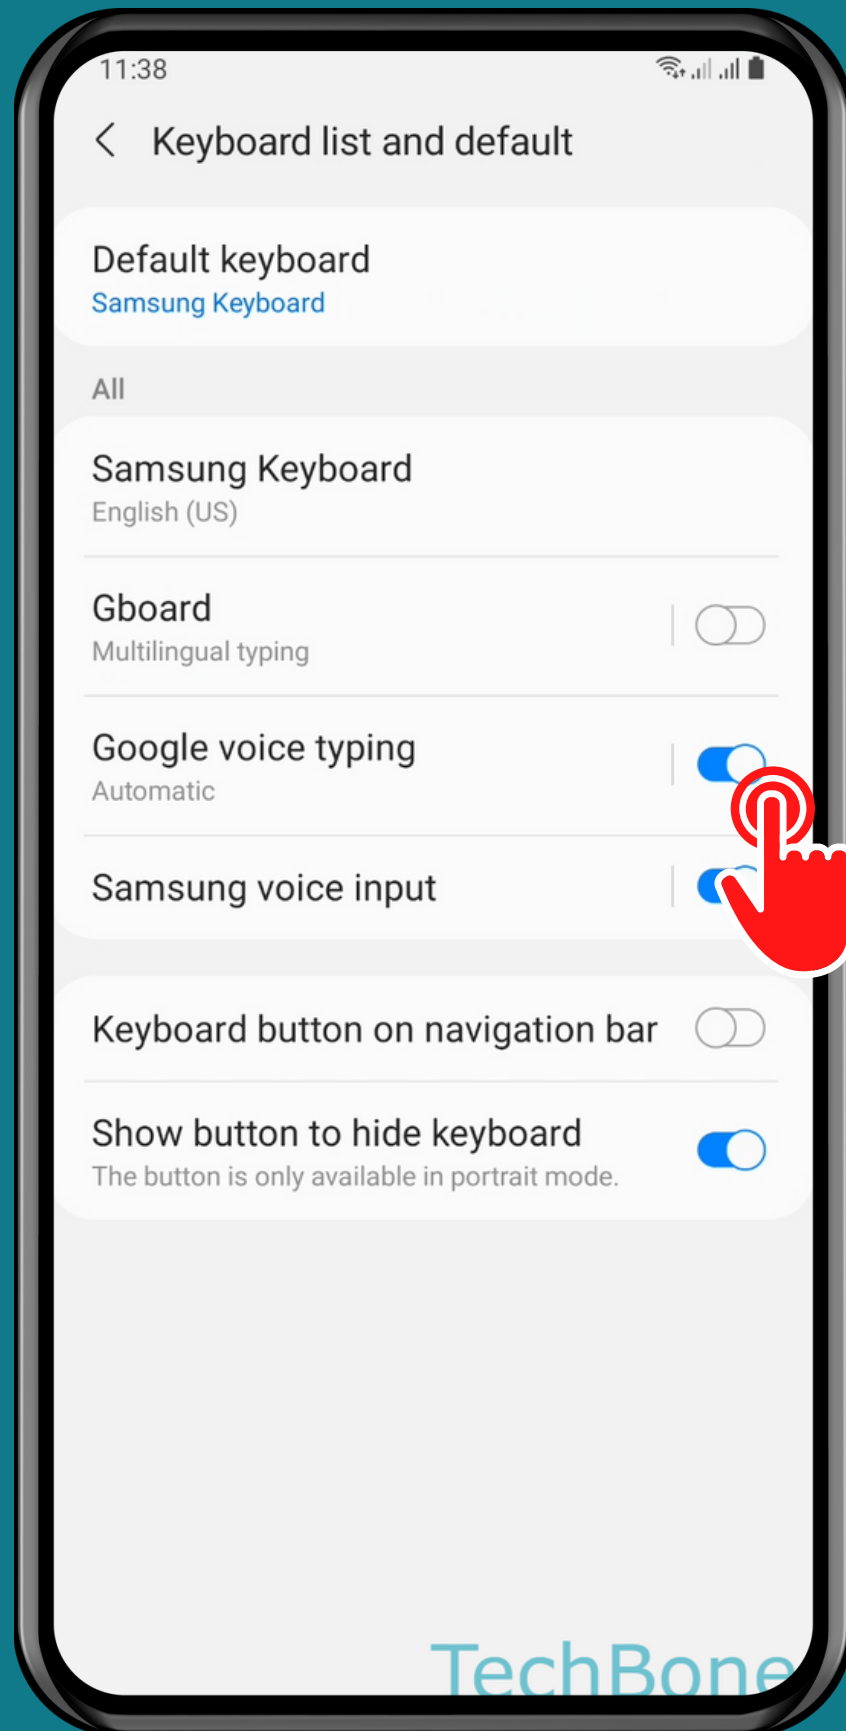 11:38
Keyboard list and default
Default keyboard
Samsung Keyboard
All
Samsung Keyboard
English (US)
Gboard
Multilingual typing
Google voice typing
Automatic
Samsung voice input
Keyboard button on navigation bar
Show button to hide keyboard
The button is only available in portrait mode.
TechBone